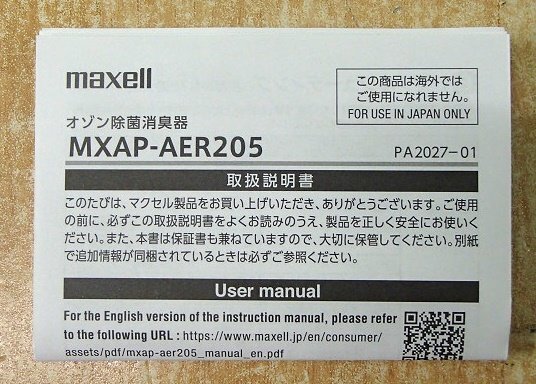 maxell
この商品は海外では
ご使用になれません。
FOR USE IN JAPAN ONLY
オゾン除菌消臭器
MXAP-AER205
PA2027-01
取扱説明書
このたびは、マクセル製品をお買い上げいただき、ありがとうございます。ご使用
の前に、必ずこの取扱説明書をよくお読みのうえ、製品を正しく安全にお使いく
ださい。また、本書は保証書も兼ねていますので、大切に保管してください。別紙
で追加情報が同梱されているときは必ずご参照ください。
User manual
For the English version of the instruction manual, please refer
to the following URL : https://www.maxell.jp/en/consumer/
assets/pdf/mxap-aer205_manual_en.pdf